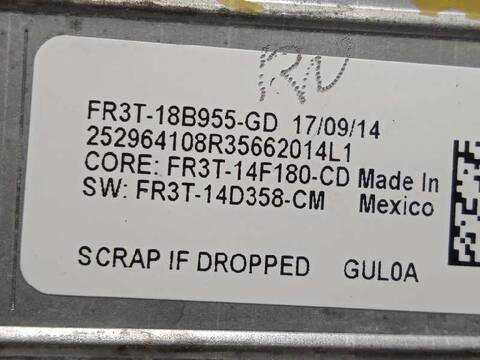 FR3T-18B955-GD 17/09/14
252964108R35662014L1
CORE: FR3T-14F180-CD Made In
SW: FR3T-14D358-CM Mexico
SCRAP IF DROPPED GUL0A